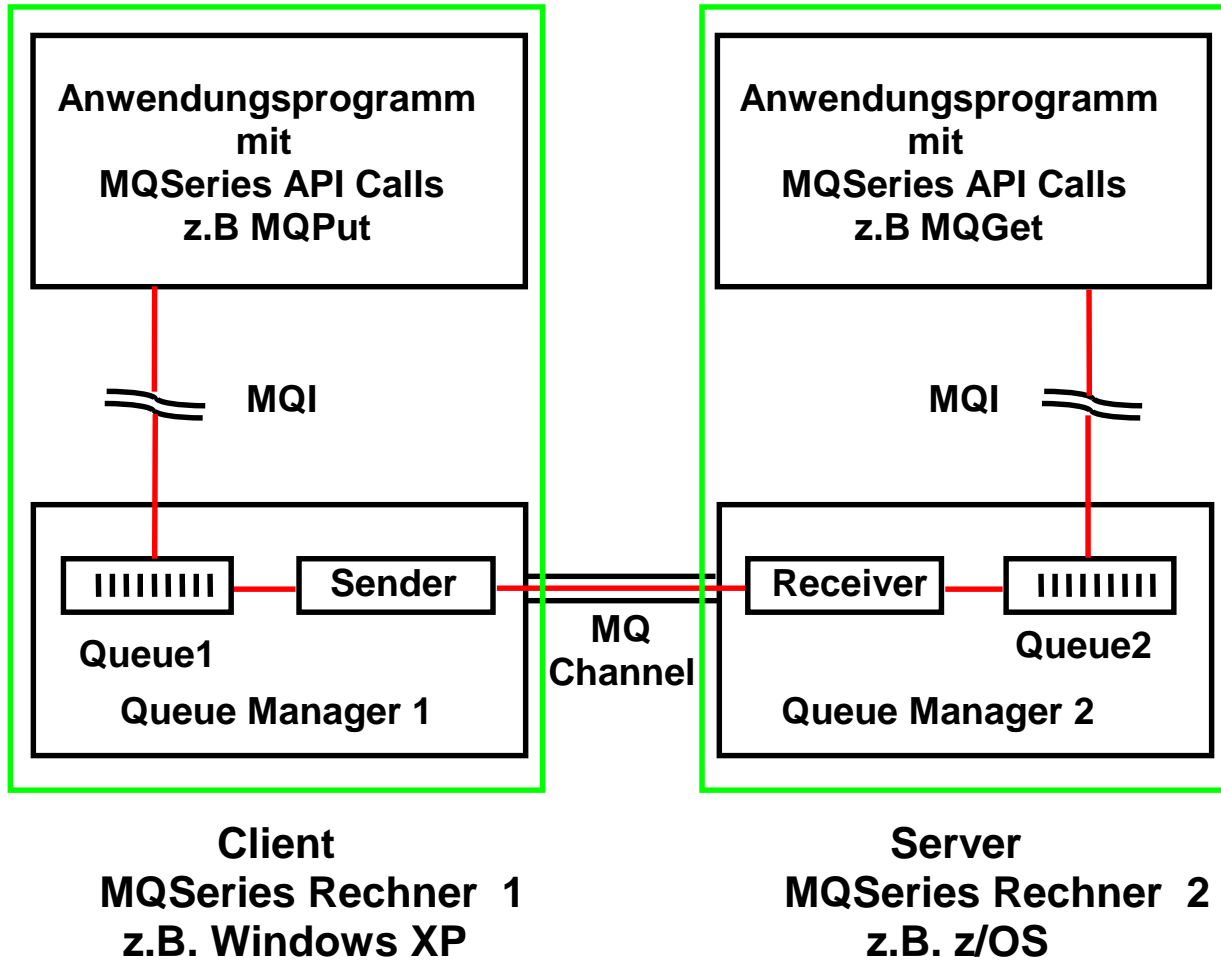 Anwendungsprogramm
mit
MQSeries API Calls
z.B MQPut
MQI
Sender
Queue1
Queue Manager 1
MQ
Channel
Anwendungsprogramm
mit
MQSeries API Calls
z.B MQGet
MQI
Receiver
Queue2
Queue Manager 2
Client
MQSeries Rechner 1
z.B. Windows XP
Server
MQSeries Rechner 2
z.B. z/OS